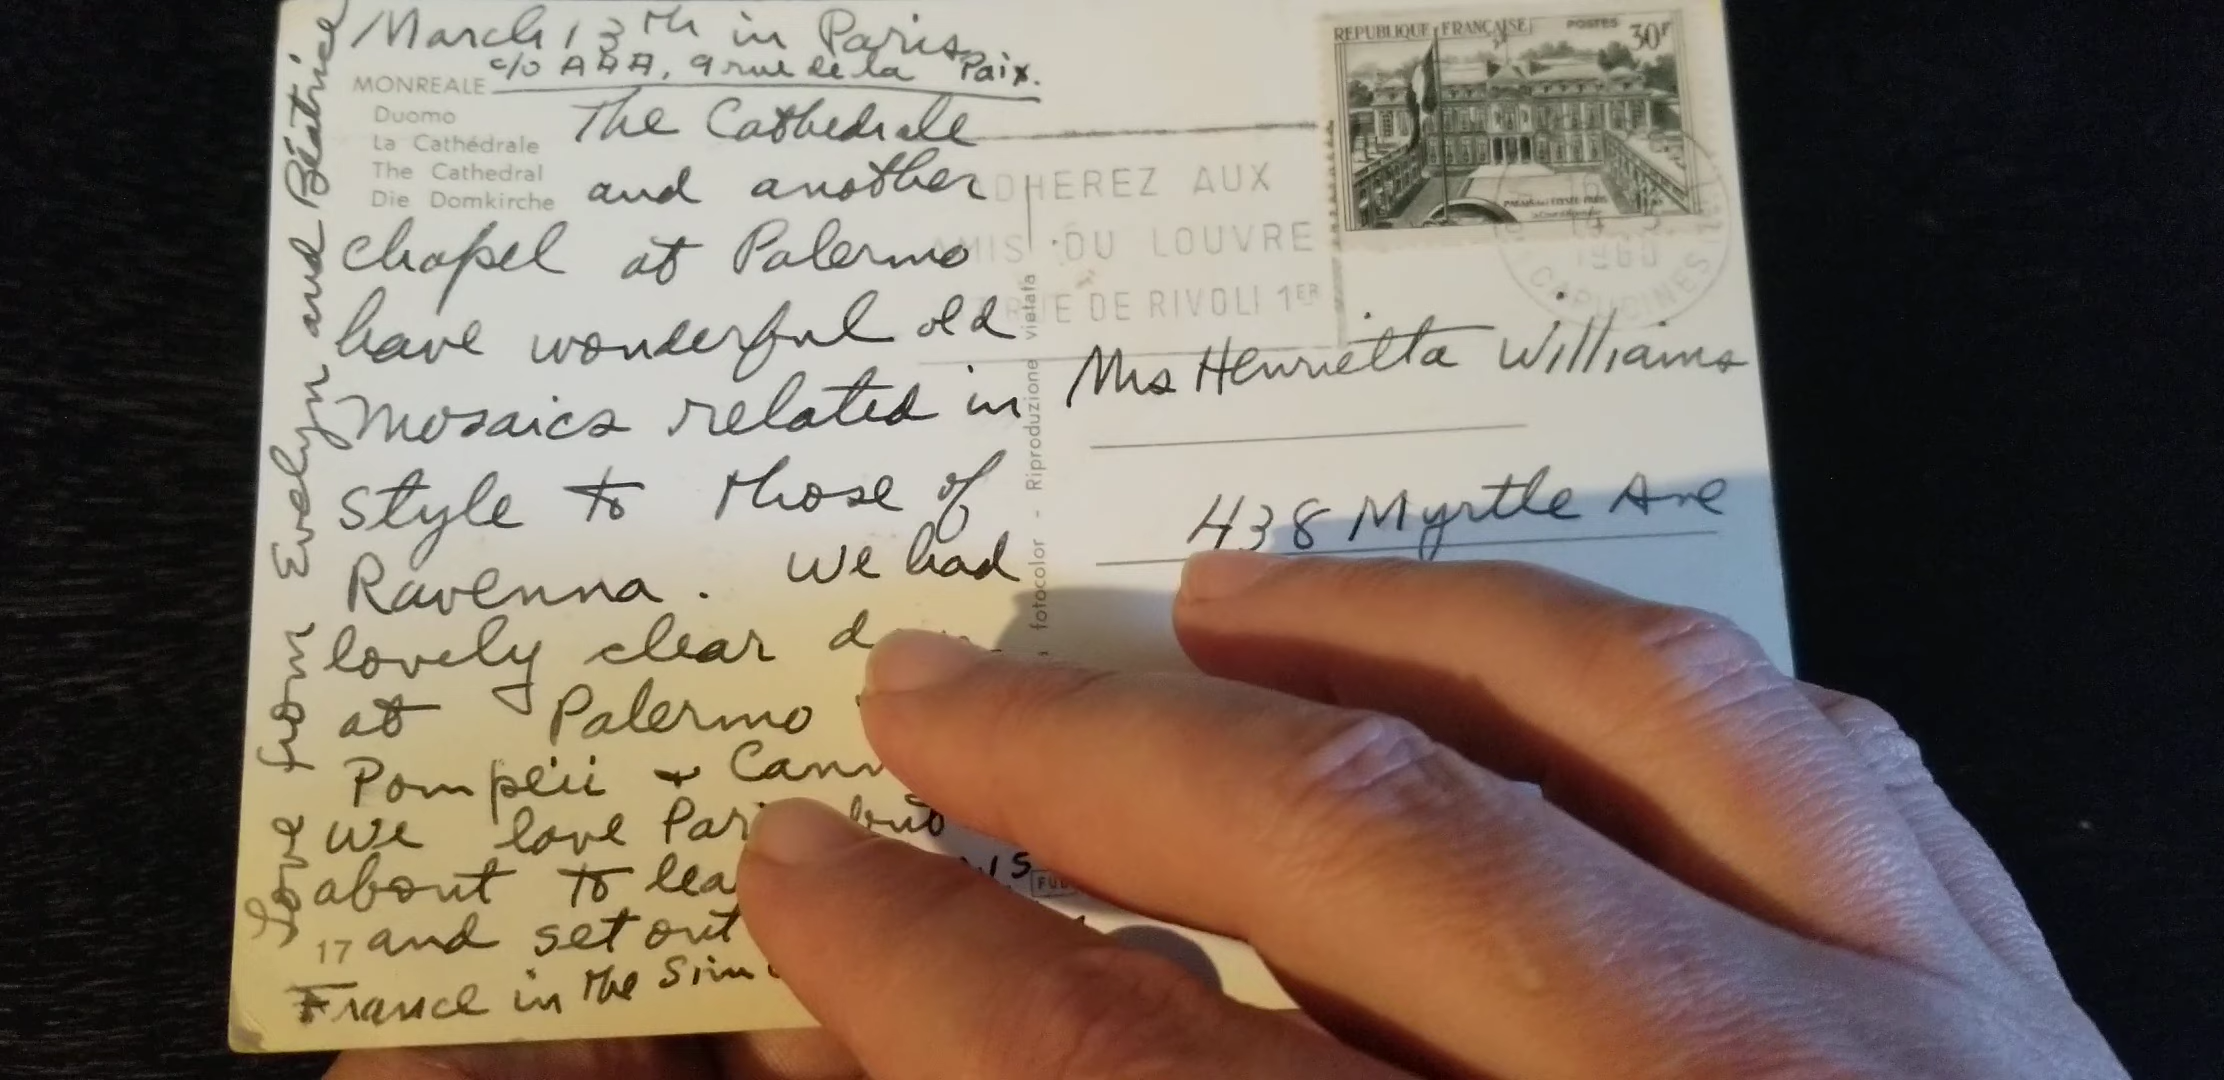 March 13th in Paris
c/o AAA, 9 rue de la Paix.
MONREALE
Duomo
La Cathédrale
The Cathedral
Die Domkirche
The Cathedrale
and another
chapel at Palermo
have wonderful old
mosaics related in
style to those of
Ravenna. We had
lovely clear
at Palermo
Pompeii +
We love but
about to
17
and set out
France in the
Love from Evelyn and Béatrice
fotocolor - Riproduzione vietata
REPUBLIQUE FRANÇAISE POSTES 30F
DHEREZ AUX
MIS DU LOUVRE
RUE DE RIVOLI 1ER
1960
CAPUCINES
Mrs Henrietta Williams
438 Myrtle Ave